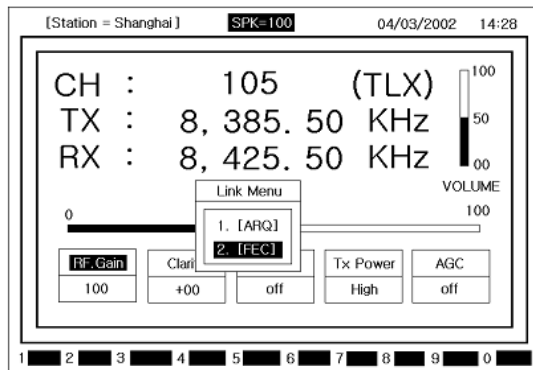 [Station = Shanghai] SPK=100 04/03/2002 14:28
CH : 105 (TLX)
TX : 8, 385. 50 KHz
RX : 8, 425. 50 KHz
100
50
00
VOLUME
Link Menu
1. [ARQ]
2. [FEC]
0 100
RF.Gain Tx Power AGC
100 +00 off High off
1 2 3 4 5 6 7 8 9 0